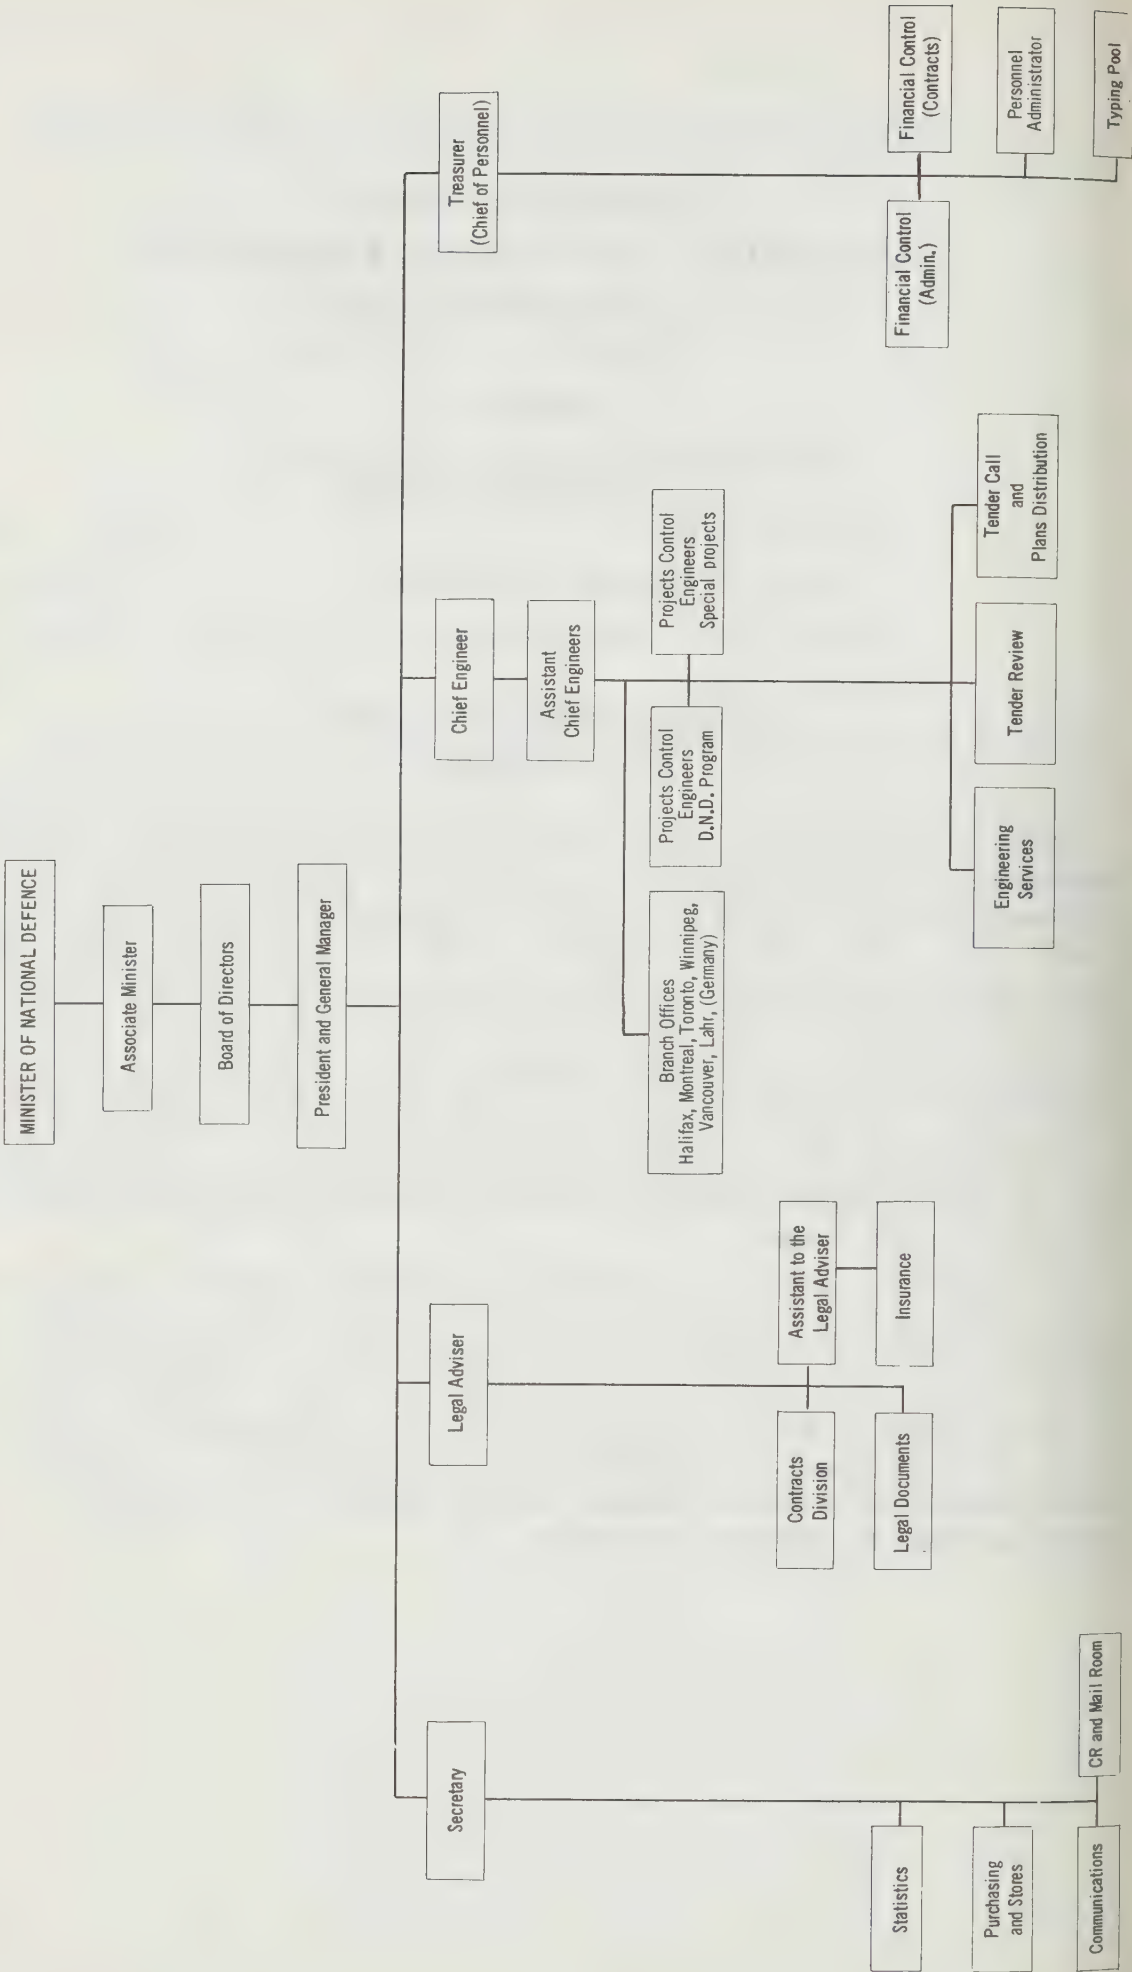 MINISTER OF NATIONAL DEFENCE
Associate Minister
Board of Directors
President and General Manager
Secretary
Legal Adviser
Chief Engineer
Treasurer
(Chief of Personnel)
Assistant
Chief Engineers
Branch Offices
Halifax, Montreal, Toronto, Winnipeg,
Vancouver, Lahr, (Germany)
Projects Control
Engineers
D.N.D. Program
Projects Control
Engineers
Special projects
Contracts
Division
Assistant to the
Legal Adviser
Legal Documents
Insurance
Statistics
Purchasing
and Stores
Communications
CR and Mail Room
Engineering
Services
Tender Review
Tender Call
and
Plans Distribution
Financial Control
(Admin.)
Financial Control
(Contracts)
Personnel
Administrator
Typing Pool